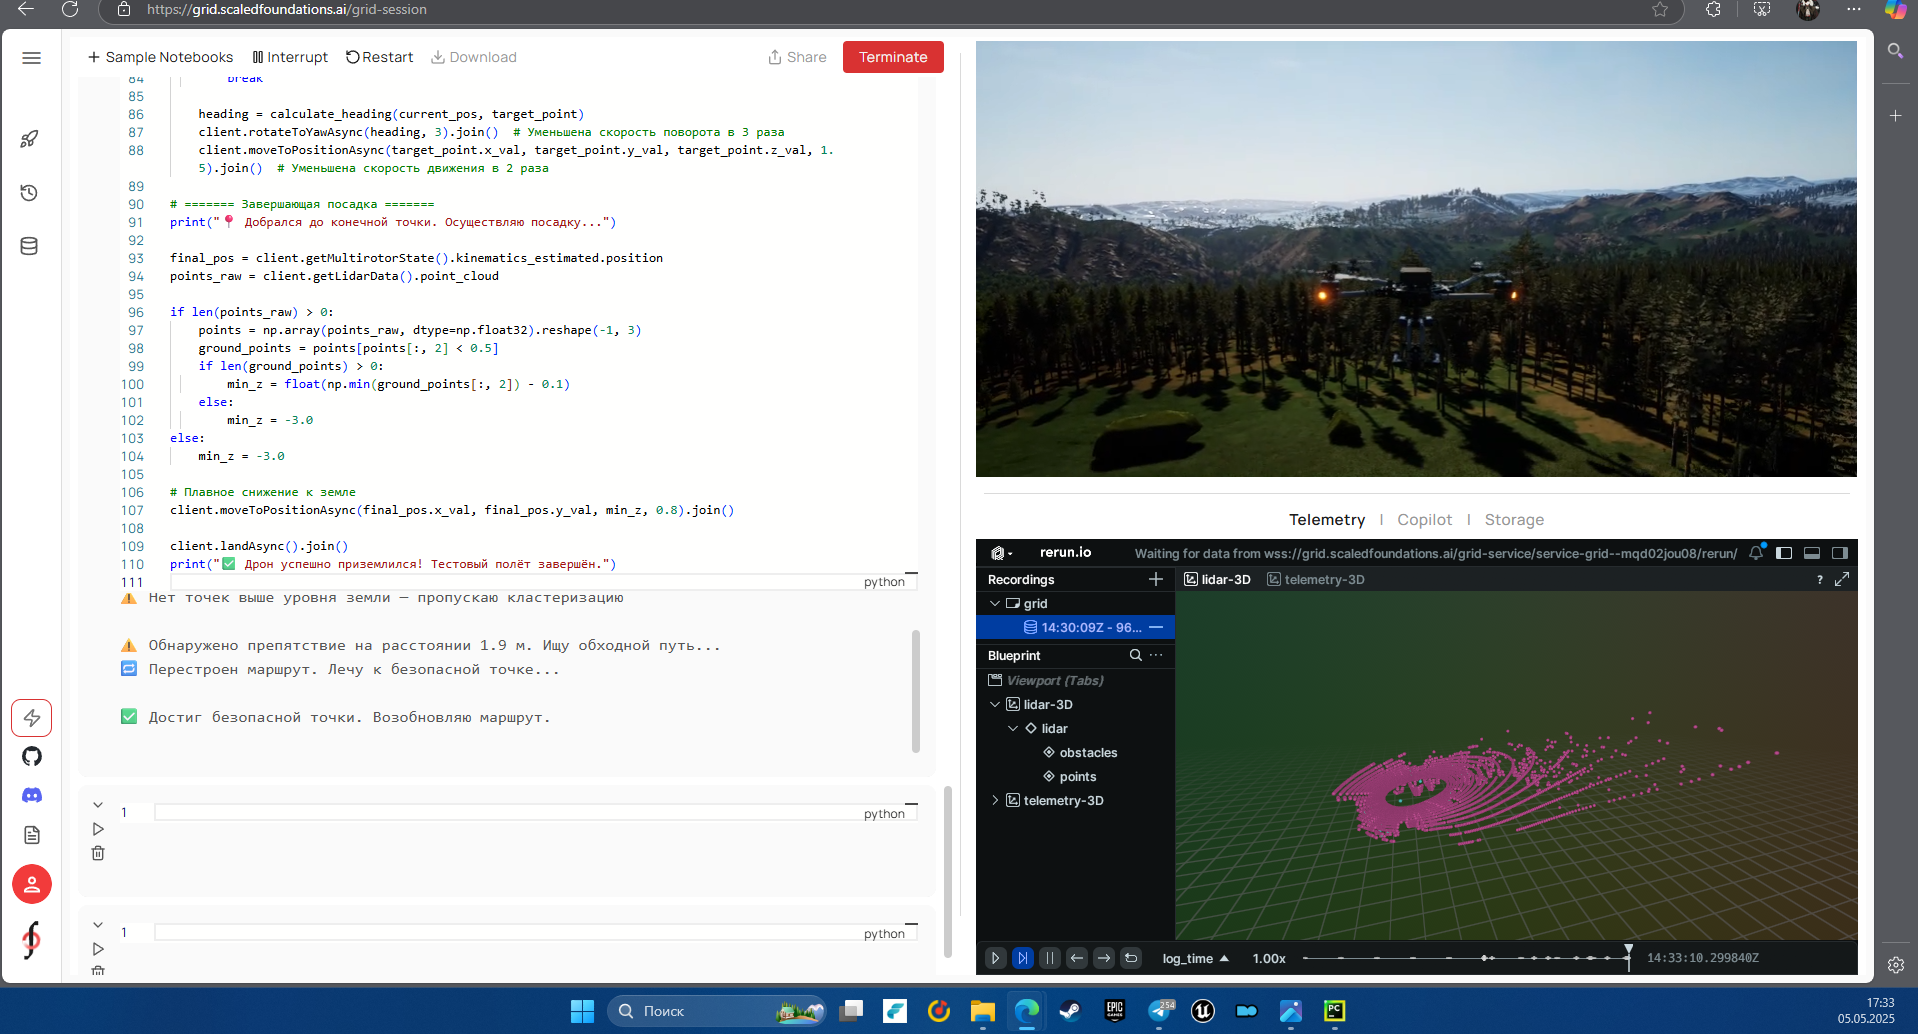 https://grid.scaledfoundations.ai/grid-session
Sample Notebooks
Interrupt
Restart
Download
Share
Terminate
84 break
85
86 heading = calculate_heading(current_pos, target_point)
87 client.rotateToYawAsync(heading, 3).join()  # Уменьшена скорость поворота в 3 раза
88 client.moveToPositionAsync(target_point.x_val, target_point.y_val, target_point.z_val, 1.
5).join()  # Уменьшена скорость движения в 2 раза
89
90 # ======= Завершающая посадка =======
91 print("📍 Добрался до конечной точки. Осуществляю посадку...")
92
93 final_pos = client.getMultirotorState().kinematics_estimated.position
94 points_raw = client.getLidarData().point_cloud
95
96 if len(points_raw) > 0:
97 points = np.array(points_raw, dtype=np.float32).reshape(-1, 3)
98 ground_points = points[points[:, 2] < 0.5]
99 if len(ground_points) > 0:
100 min_z = float(np.min(ground_points[:, 2]) - 0.1)
101 else:
102 min_z = -3.0
103 else:
104 min_z = -3.0
105
106 # Плавное снижение к земле
107 client.moveToPositionAsync(final_pos.x_val, final_pos.y_val, min_z, 0.8).join()
108
109 client.landAsync().join()
110 print("✅ Дрон успешно приземлился! Тестовый полёт завершён.")
111
python
⚠️ Нет точек выше уровня земли — пропускаю кластеризацию
⚠️ Обнаружено препятствие на расстоянии 1.9 м. Ищу обходной путь...
🔁 Перестроен маршрут. Лечу к безопасной точке...
✅ Достиг безопасной точки. Возобновляю маршрут.
1
python
1
python
Telemetry | Copilot | Storage
rerun.io
Waiting for data from wss://grid.scaledfoundations.ai/grid-service/service-grid--mqd02jou08/rerun/
Recordings
lidar-3D
telemetry-3D
?
grid
14:30:09Z - 96...
Blueprint
Viewport (Tabs)
lidar-3D
lidar
obstacles
points
telemetry-3D
log_time
1.00x
14:33:10.299840Z
Поиск
EPIC
GAMES
254
PC
17:33
05.05.2025